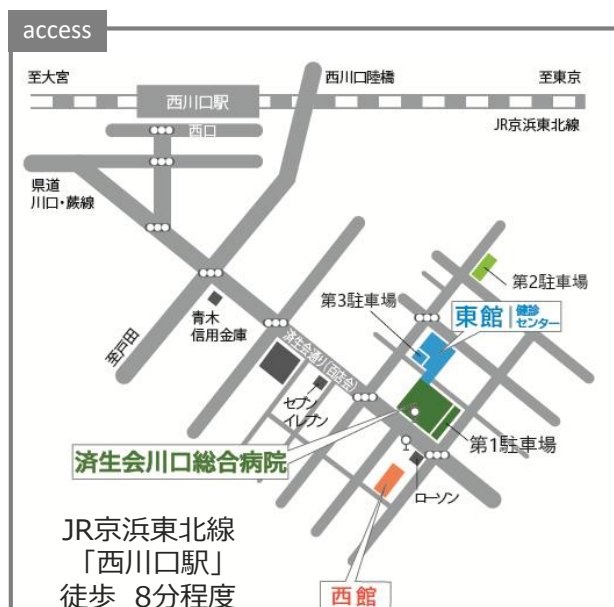 access
至大宮
西川口陸橋
至東京
西川口駅
JR京浜東北線
西口
県道
川口・蕨線
第2駐車場
第3駐車場
東館
健診
センター
青木
信用金庫
至戸田
済生会通り(百店会)
セブン
イレブン
第1駐車場
済生会川口総合病院
ローソン
JR京浜東北線
「西川口駅」
徒歩 8分程度
西館